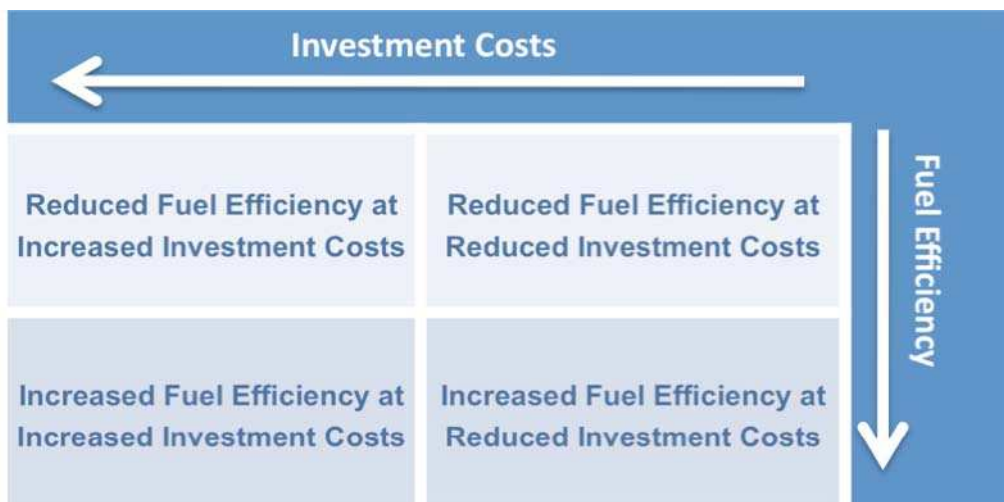 Investment Costs
Reduced Fuel Efficiency at
Increased Investment Costs
Reduced Fuel Efficiency at
Reduced Investment Costs
Fuel Efficiency
Increased Fuel Efficiency at
Increased Investment Costs
Increased Fuel Efficiency at
Reduced Investment Costs